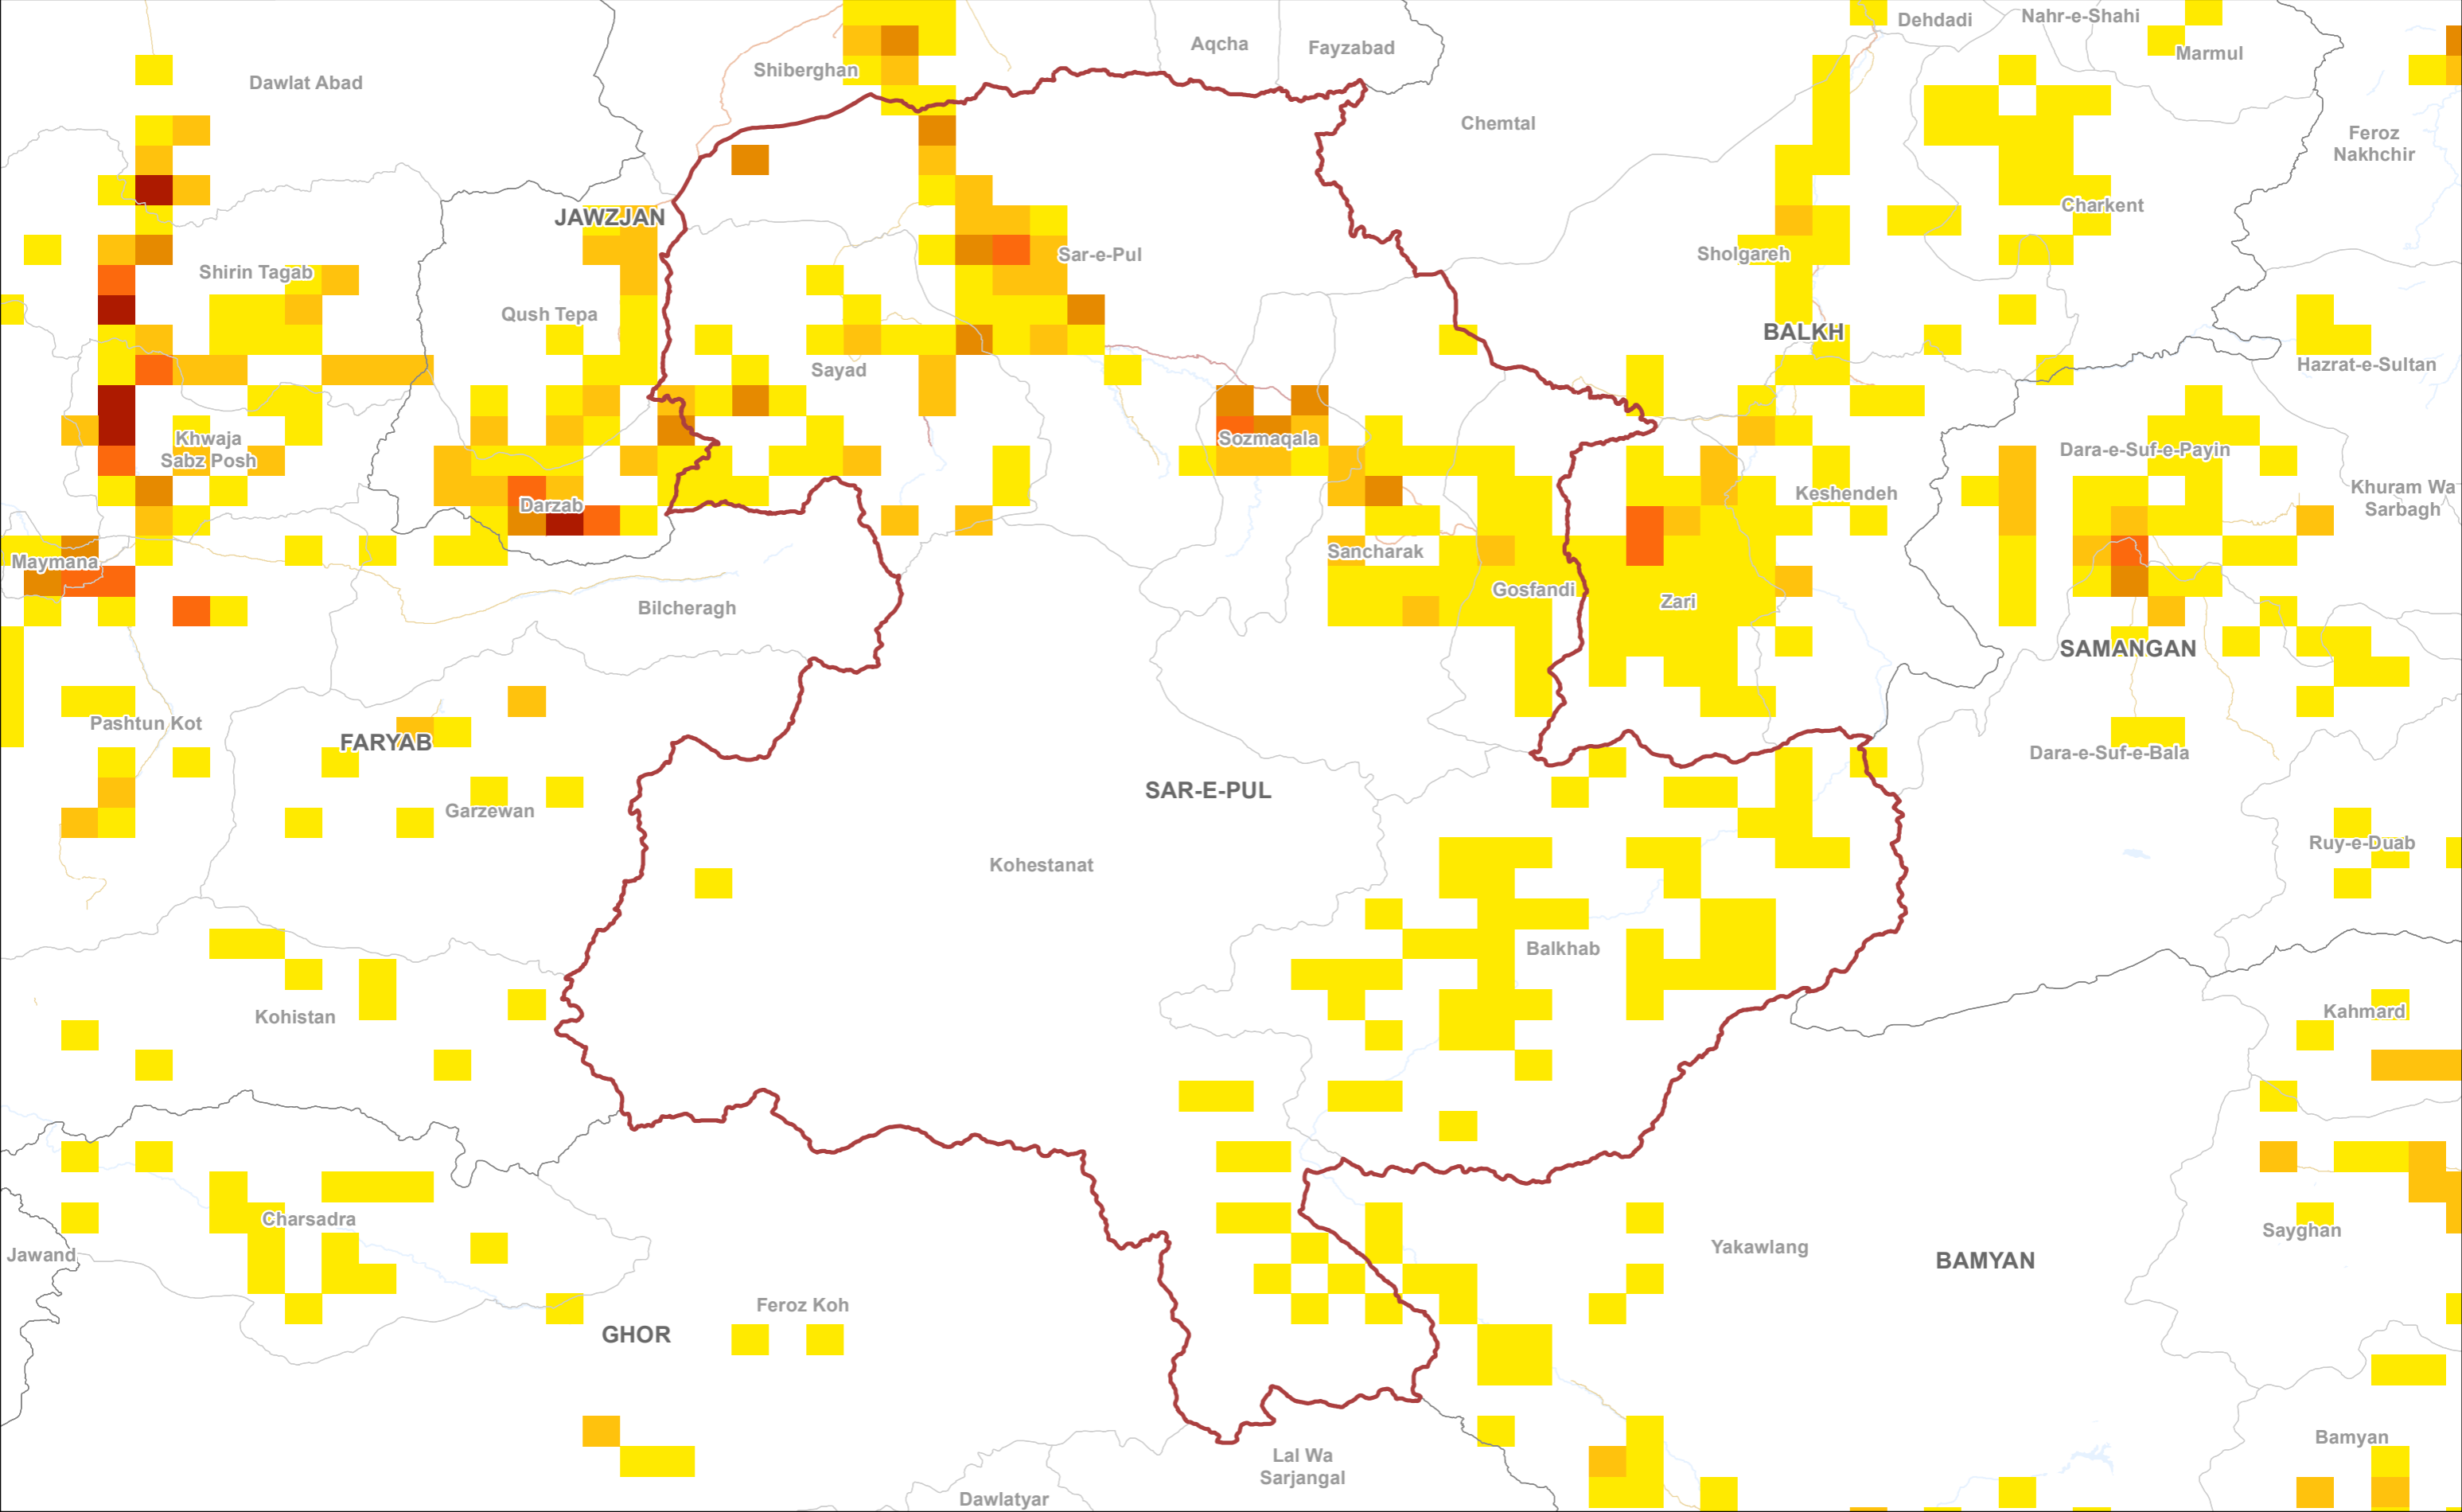 Dehdadi
Nahr-e-Shahi
Marmul
Aqcha
Fayzabad
Shiberghan
Dawlat Abad
Chemtal
Feroz
Nakhchir
Charkent
JAWZJAN
Sar-e-Pul
Sholgareh
Shirin Tagab
Qush Tepa
BALKH
Sayad
Hazrat-e-Sultan
Khwaja
Sabz Posh
Sozmaqala
Dara-e-Suf-e-Payin
Keshendeh
Khuram Wa
Sarbagh
Darzab
Maymana
Sancharak
Gosfandi
Zari
Bilcheragh
SAMANGAN
Pashtun Kot
FARYAB
Dara-e-Suf-e-Bala
SAR-E-PUL
Garzewan
Ruy-e-Duab
Kohestanat
Balkhab
Kohistan
Kahmard
Charsadra
Jawand
Yakawlang
Sayghan
BAMYAN
Feroz Koh
GHOR
Lal Wa
Sarjangal
Bamyan
Dawlatyar